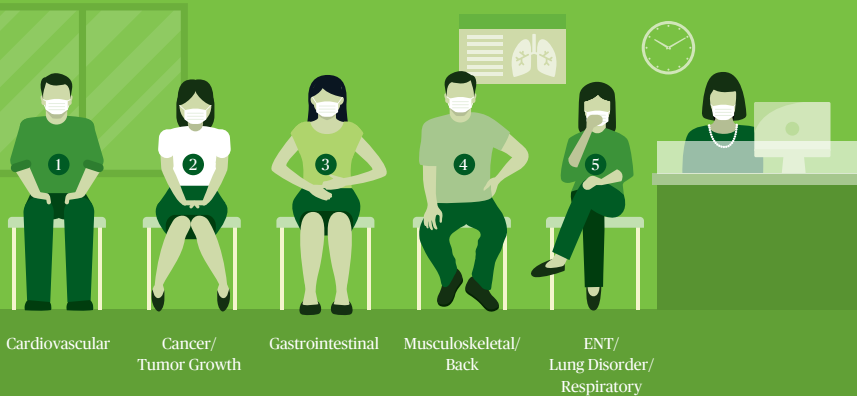 1
2
3
4
5
Cardiovascular
Cancer/
Tumor Growth
Gastrointestinal
Musculoskeletal/
Back
ENT/
Lung Disorder/
Respiratory